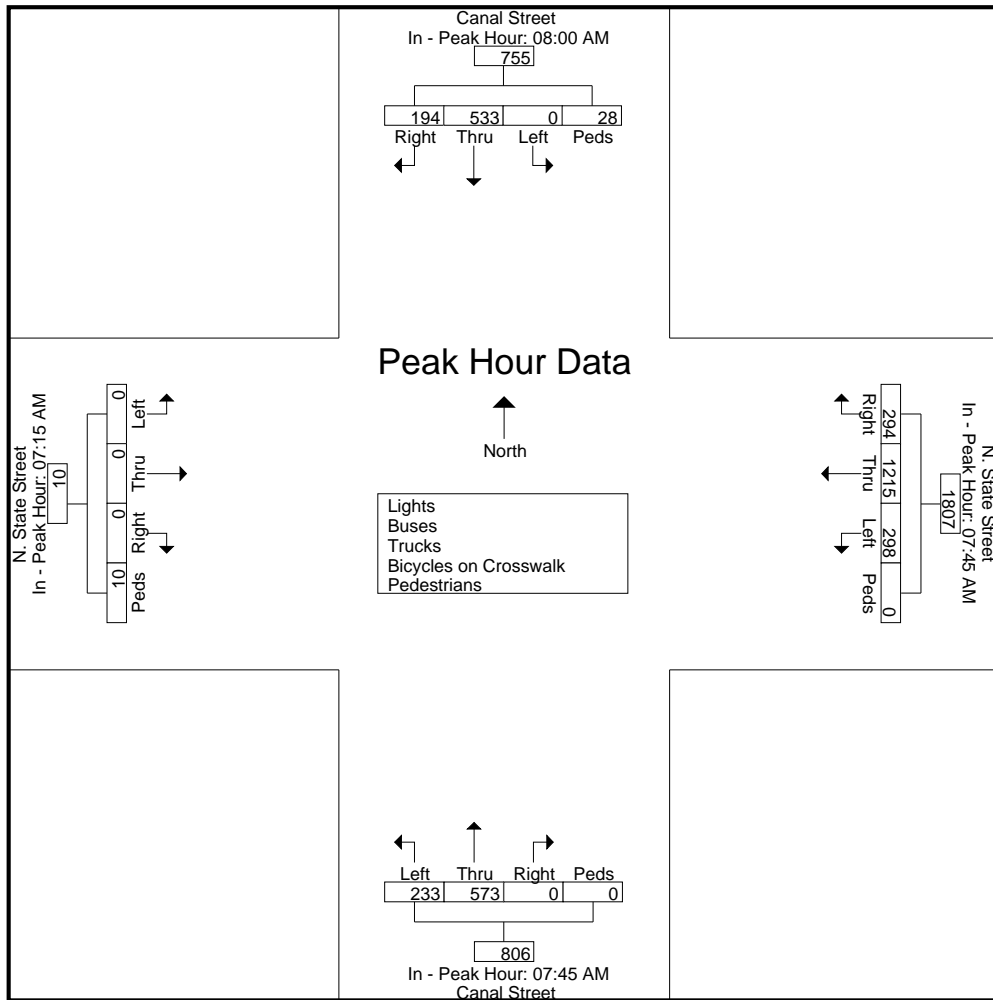 Canal Street
In - Peak Hour: 08:00 AM
755
194 533 0 28
Right Thru Left Peds
Peak Hour Data
North
Lights
Buses
Trucks
Bicycles on Crosswalk
Pedestrians
N. State Street
In - Peak Hour: 07:15 AM
10
0 0 0 10
Left Thru Right Peds
N. State Street
In - Peak Hour: 07:45 AM
1807
294 1215 298 0
Right Thru Left Peds
Left Thru Right Peds
233 573 0 0
806
In - Peak Hour: 07:45 AM
Canal Street